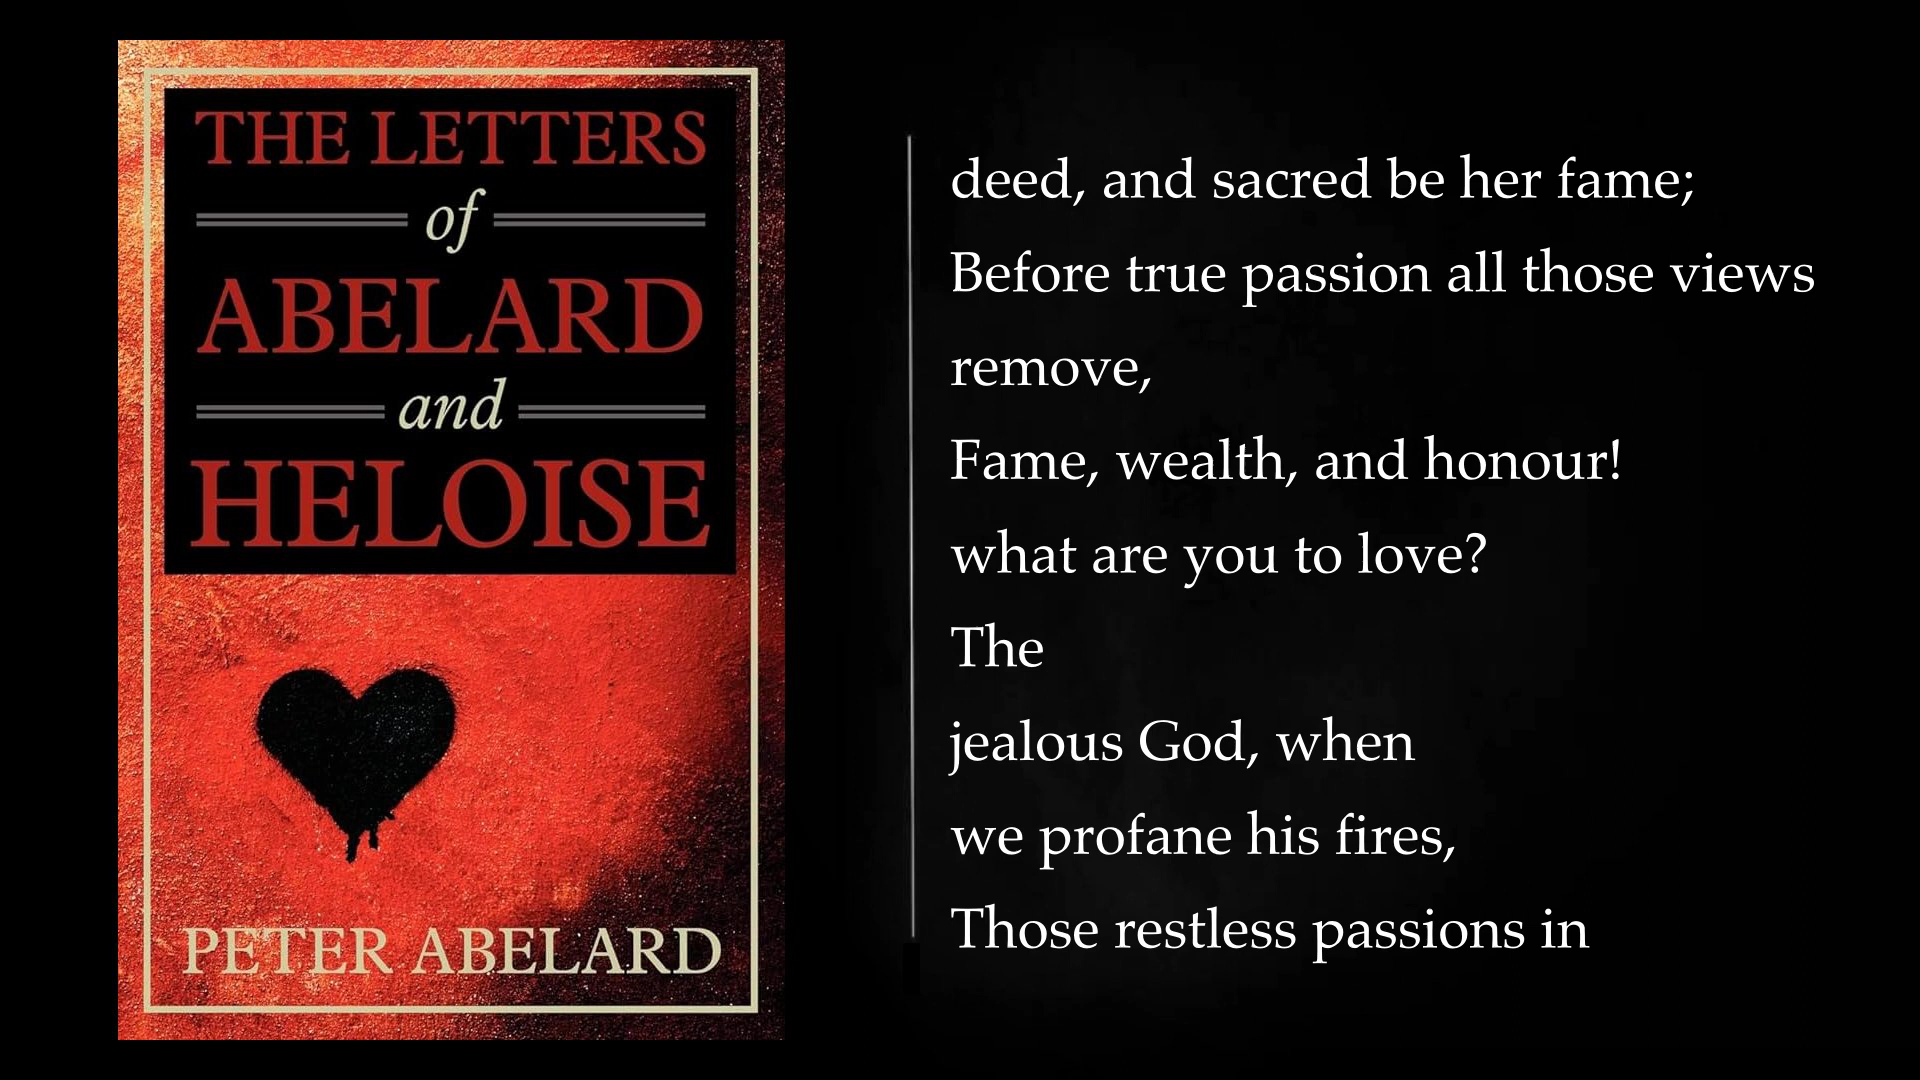 THE LETTERS
of
ABELARD
and
HELOISE
PETER ABELARD
deed, and sacred be her fame;
Before true passion all those views
remove,
Fame, wealth, and honour!
what are you to love?
The
jealous God, when
we profane his fires,
Those restless passions in